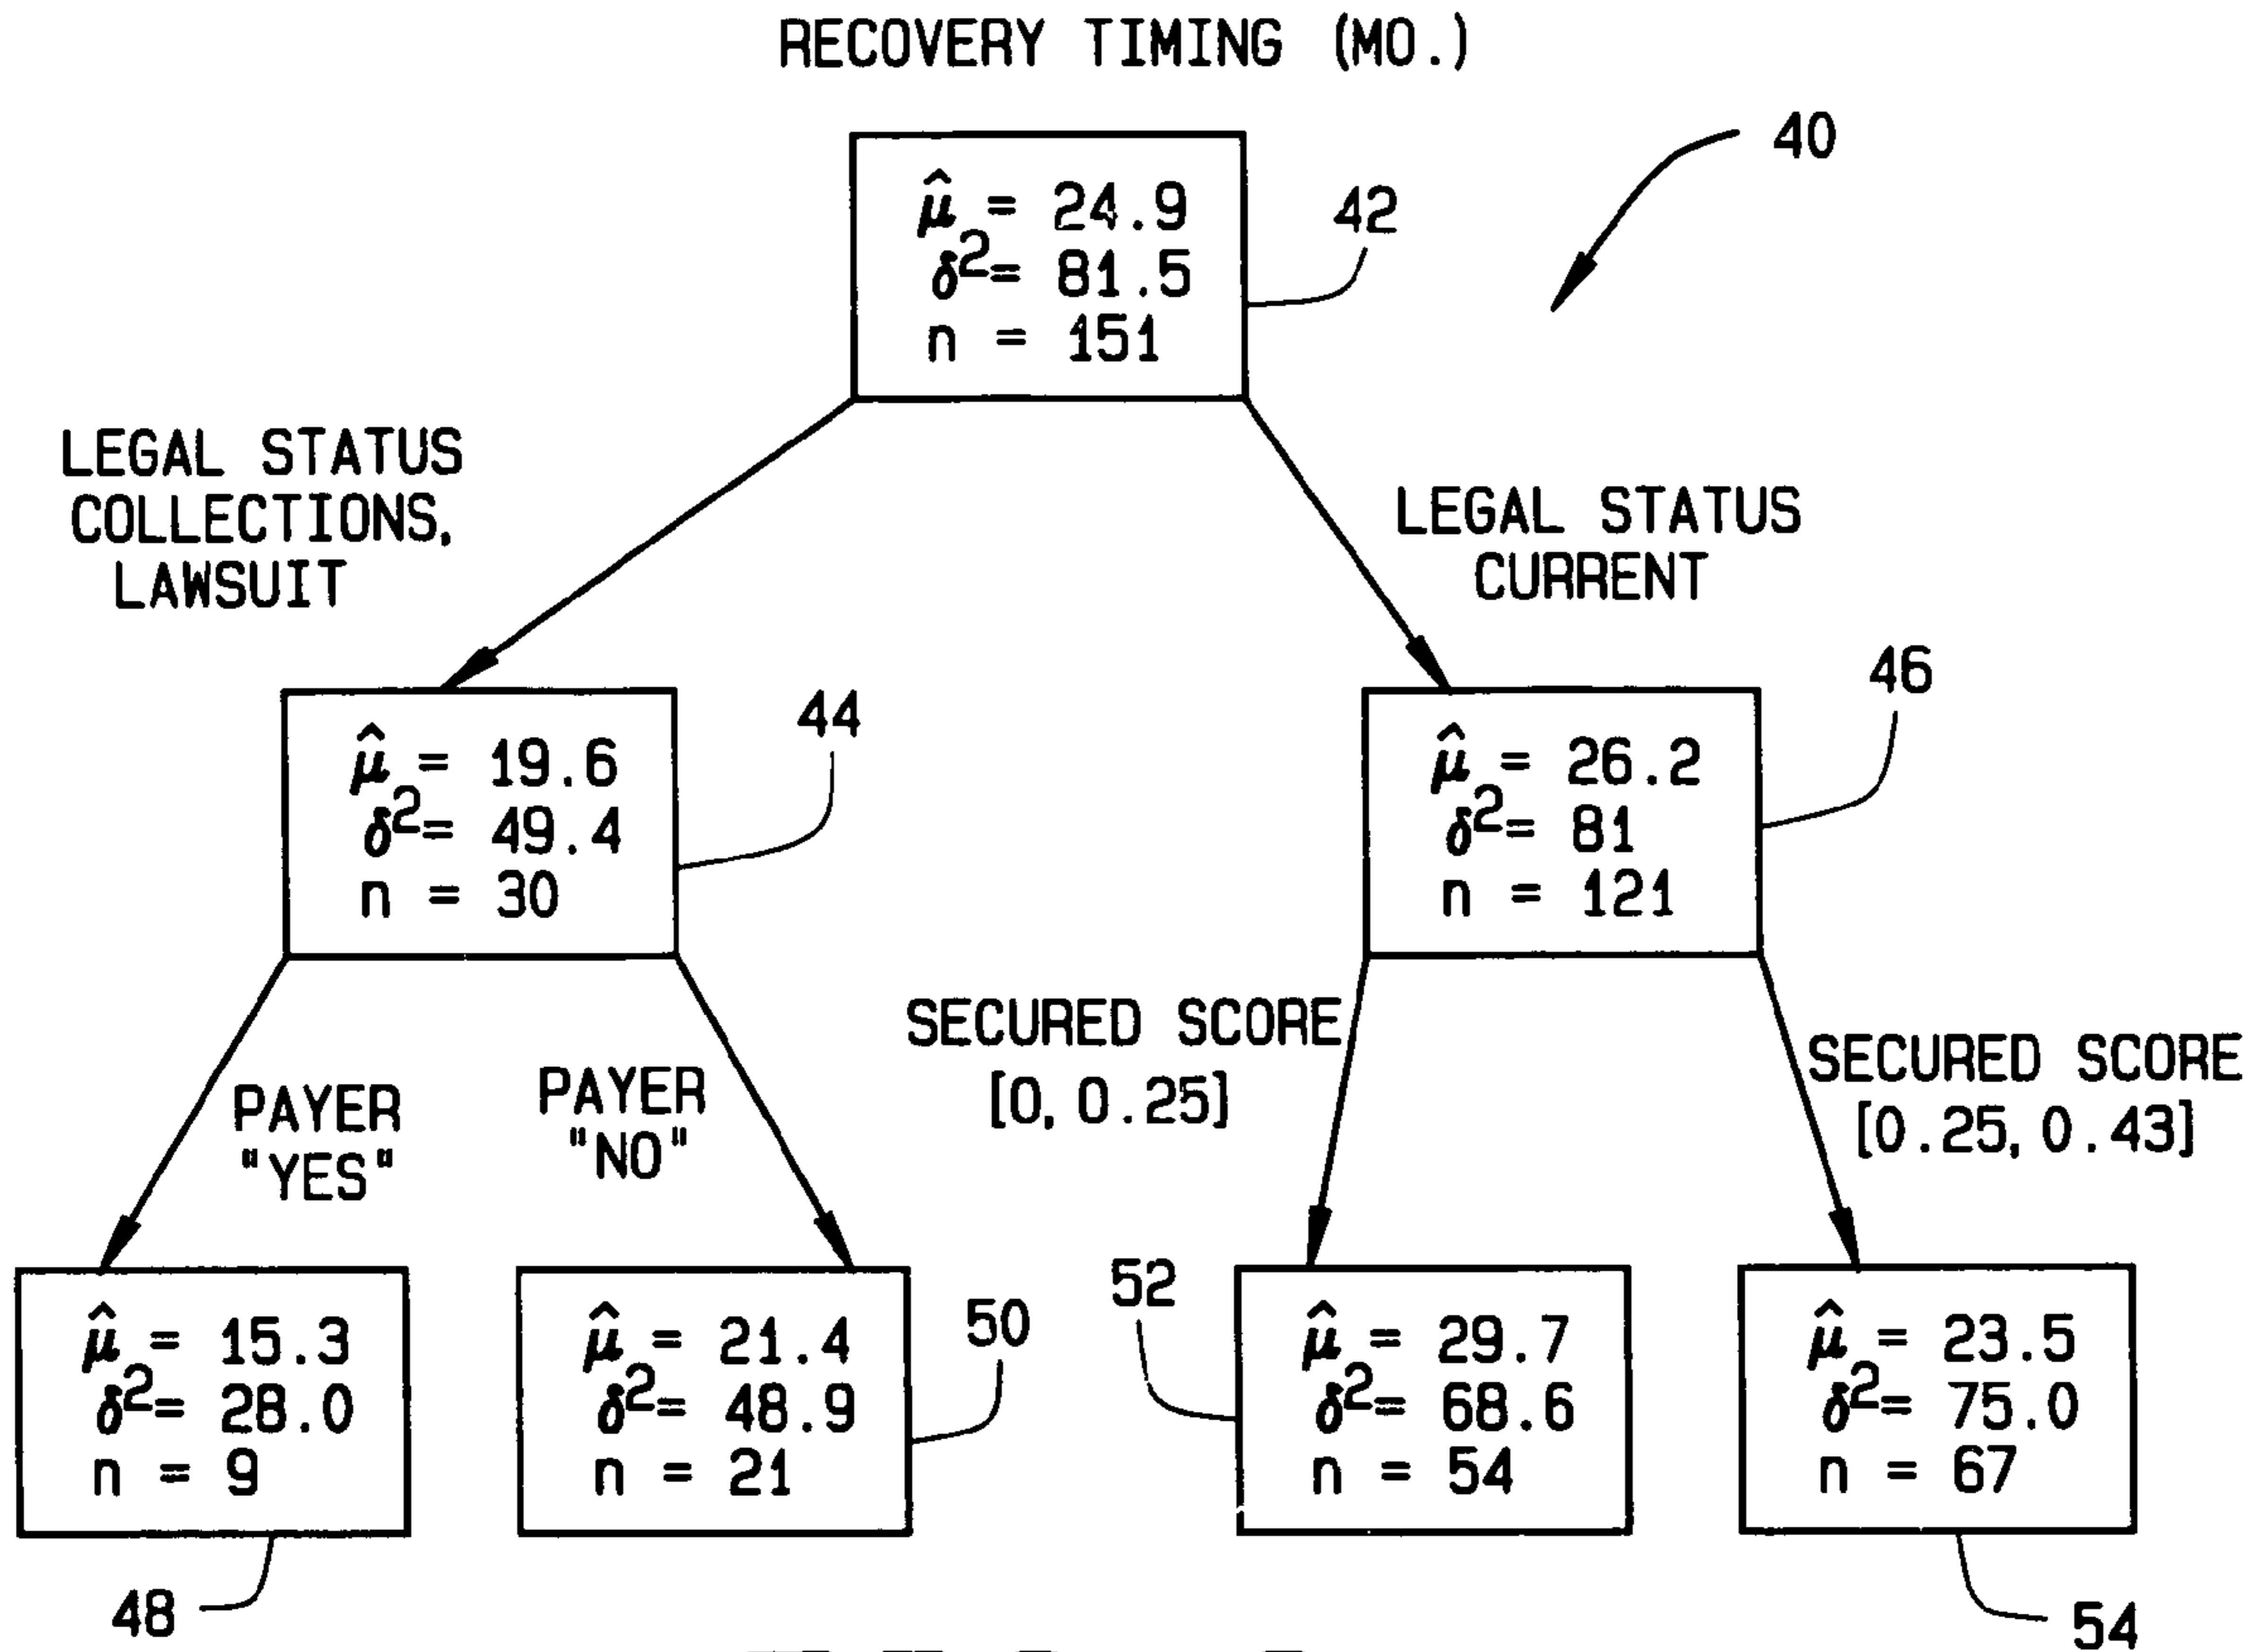 RECOVERY TIMING (MO.)
40
μ̂ = 24.9
δ²= 81.5
n = 151
42
LEGAL STATUS
COLLECTIONS,
LAWSUIT
LEGAL STATUS
CURRENT
μ̂ = 19.6
δ²= 49.4
n = 30
44
μ̂ = 26.2
δ²= 81
n = 121
46
PAYER
"YES"
PAYER
"NO"
SECURED SCORE
[0, 0.25]
SECURED SCORE
[0.25, 0.43]
μ̂ = 15.3
δ²= 28.0
n = 9
48
μ̂ = 21.4
δ²= 48.9
n = 21
50
52
μ̂ = 29.7
δ²= 68.6
n = 54
μ̂ = 23.5
δ²= 75.0
n = 67
54